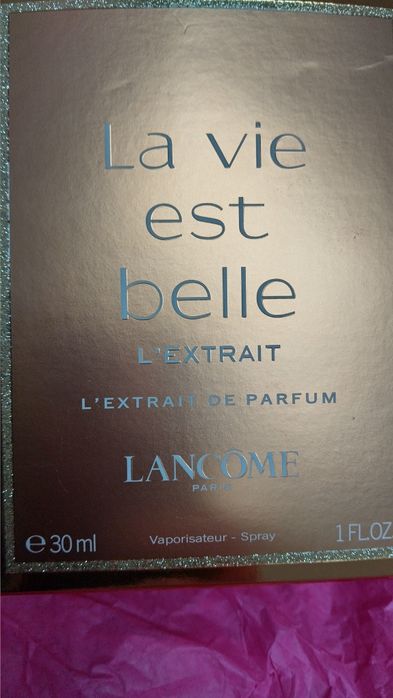 La vie
est
belle
L'EXTRAIT
L'EXTRAIT DE PARFUM
LANCÔME
PARIS
℮ 30 ml Vaporisateur - Spray 1 FL.OZ